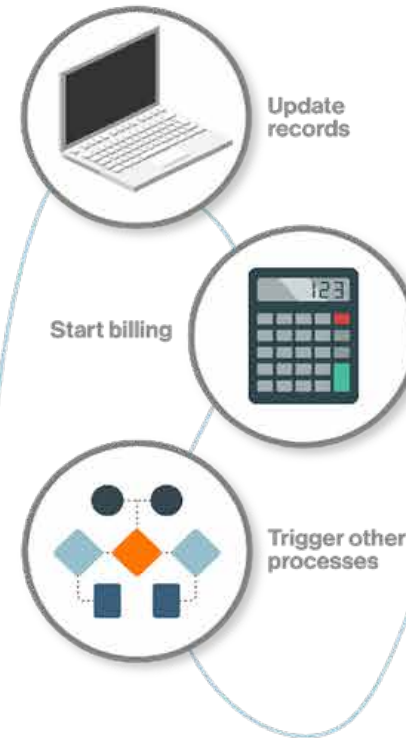 Update
records
123
Start billing
Trigger other
processes